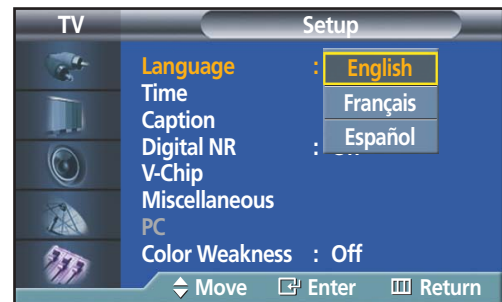 TV Setup
Language : English
Français
Español
Time
Caption
Digital NR :
V-Chip
Miscellaneous
PC
Color Weakness : Off
Move Enter Return